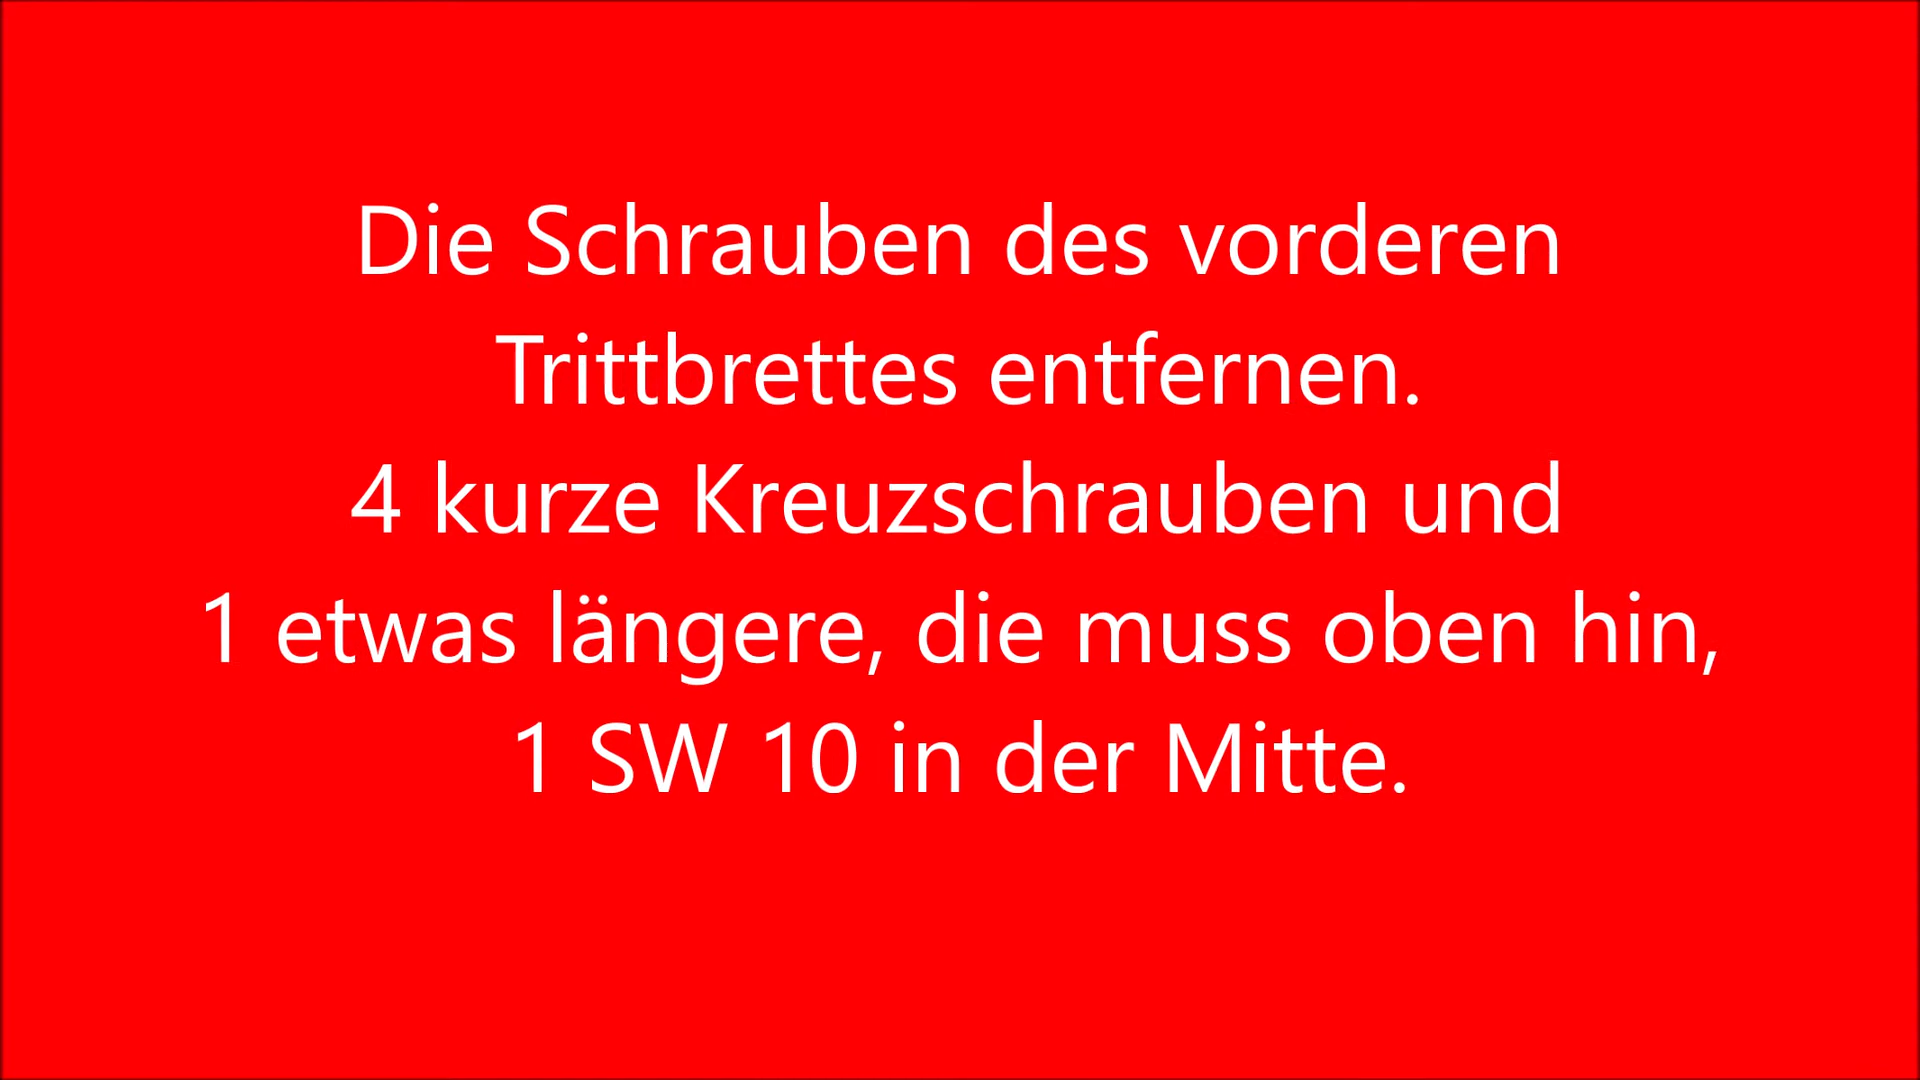 Die Schrauben des vorderen
Trittbrettes entfernen.
4 kurze Kreuzschrauben und
1 etwas längere, die muss oben hin,
1 SW 10 in der Mitte.